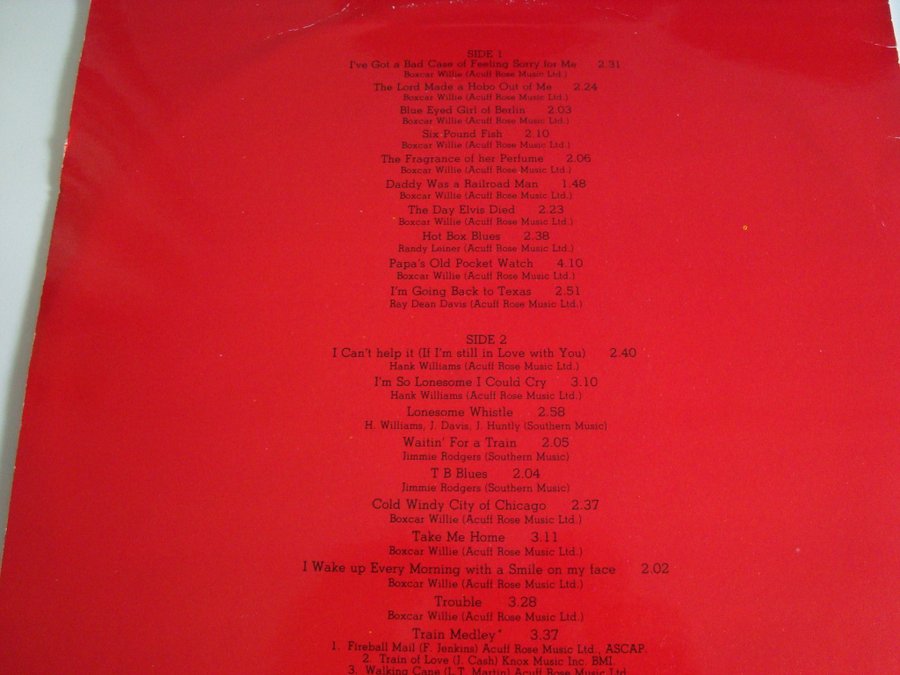 SIDE 1
I've Got a Bad Case of Feeling Sorry for Me 2.31
Boxcar Willie (Acuff Rose Music Ltd.)
The Lord Made a Hobo Out of Me 2.24
Boxcar Willie (Acuff Rose Music Ltd.)
Blue Eyed Girl of Berlin 2.03
Boxcar Willie (Acuff Rose Music Ltd.)
Six Pound Fish 2.10
Boxcar Willie (Acuff Rose Music Ltd.)
The Fragrance of her Perfume 2.06
Boxcar Willie (Acuff Rose Music Ltd.)
Daddy Was a Railroad Man 1.48
Boxcar Willie (Acuff Rose Music Ltd.)
The Day Elvis Died 2.23
Boxcar Willie (Acuff Rose Music Ltd.)
Hot Box Blues 2.38
Randy Leiner (Acuff Rose Music Ltd.)
Papa's Old Pocket Watch 4.10
Boxcar Willie (Acuff Rose Music Ltd.)
I'm Going Back to Texas 2.51
Ray Dean Davis (Acuff Rose Music Ltd.)
SIDE 2
I Can't help it (If I'm still in Love with You) 2.40
Hank Williams (Acuff Rose Music Ltd.)
I'm So Lonesome I Could Cry 3.10
Hank Williams (Acuff Rose Music Ltd.)
Lonesome Whistle 2.58
H. Williams, J. Davis, J. Huntly (Southern Music)
Waitin' For a Train 2.05
Jimmie Rodgers (Southern Music)
T B Blues 2.04
Jimmie Rodgers (Southern Music)
Cold Windy City of Chicago 2.37
Boxcar Willie (Acuff Rose Music Ltd.)
Take Me Home 3.11
Boxcar Willie (Acuff Rose Music Ltd.)
I Wake up Every Morning with a Smile on my face 2.02
Boxcar Willie (Acuff Rose Music Ltd.)
Trouble 3.28
Boxcar Willie (Acuff Rose Music Ltd.)
Train Medley* 3.37
1. Fireball Mail (F. Jenkins) Acuff Rose Music Ltd., ASCAP.
2. Train of Love (J. Cash) Knox Music Inc. BMI.
3. Walking Cane (J. T. Martin) Acuff Rose Music Ltd.